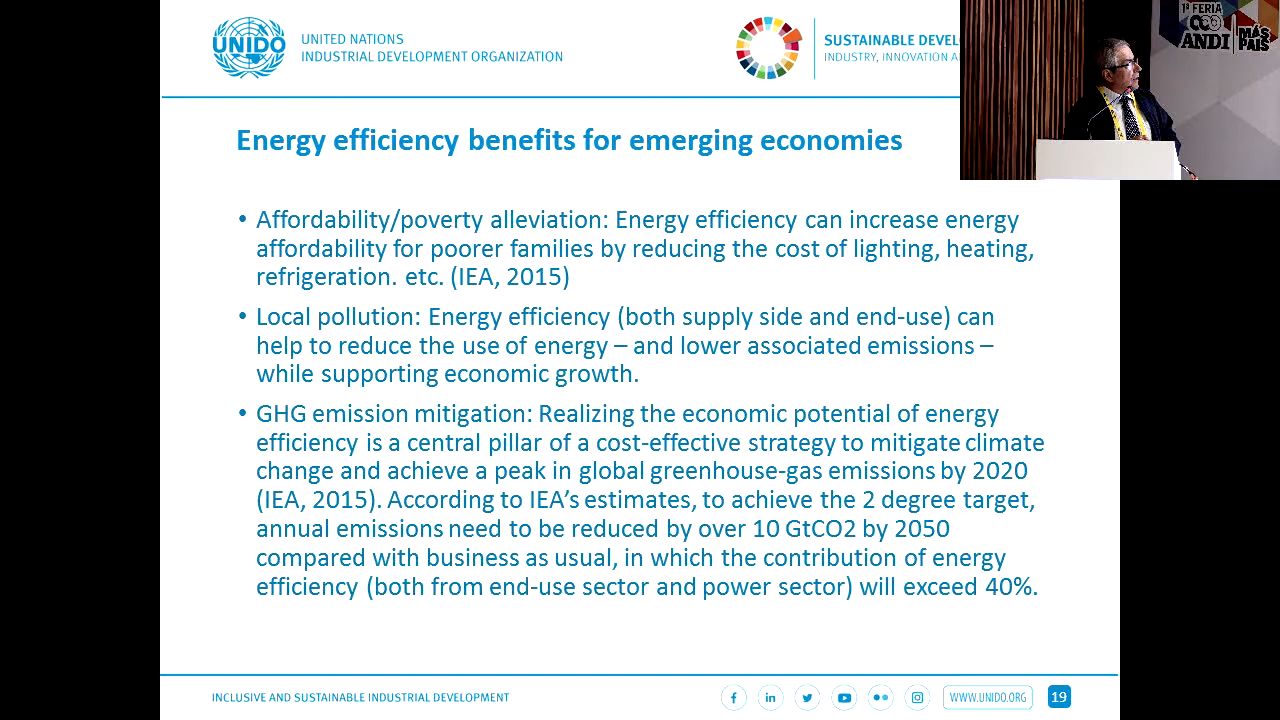 UNIDO
UNITED NATIONS
INDUSTRIAL DEVELOPMENT ORGANIZATION
SUSTAINABLE
INDUSTRY, INNOVATION
1ª FERIA
ANDI
MÁS
PAÍS
Energy efficiency benefits for emerging economies
• Affordability/poverty alleviation: Energy efficiency can increase energy
affordability for poorer families by reducing the cost of lighting, heating,
refrigeration. etc. (IEA, 2015)
• Local pollution: Energy efficiency (both supply side and end-use) can
help to reduce the use of energy – and lower associated emissions –
while supporting economic growth.
• GHG emission mitigation: Realizing the economic potential of energy
efficiency is a central pillar of a cost-effective strategy to mitigate climate
change and achieve a peak in global greenhouse-gas emissions by 2020
(IEA, 2015). According to IEA’s estimates, to achieve the 2 degree target,
annual emissions need to be reduced by over 10 GtCO2 by 2050
compared with business as usual, in which the contribution of energy
efficiency (both from end-use sector and power sector) will exceed 40%.
INCLUSIVE AND SUSTAINABLE INDUSTRIAL DEVELOPMENT
WWW.UNIDO.ORG
19